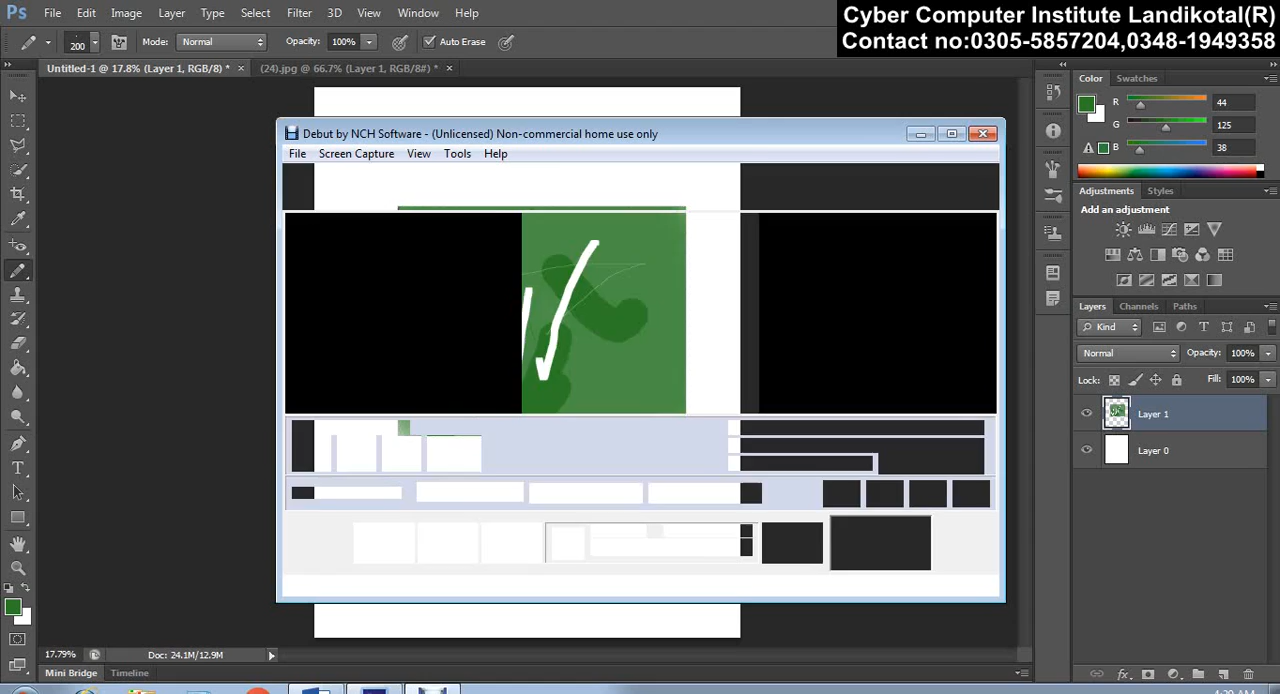 Ps File Edit Image Layer Type Select Filter 3D View Window Help
Cyber Computer Institute Landikotal(R)
Contact no:0305-5857204,0348-1949358
200 Mode: Normal Opacity: 100% Auto Erase
Untitled-1 @ 17.8% (Layer 1, RGB/8) * × (24).jpg @ 66.7% (Layer 1, RGB/8#) * ×
Color Swatches
R 44
G 125
B 38
Debut by NCH Software - (Unlicensed) Non-commercial home use only
File Screen Capture View Tools Help
Adjustments Styles
Add an adjustment
Layers Channels Paths
Kind
Normal Opacity: 100%
Lock: Fill: 100%
Layer 1
Layer 0
17.79% Doc: 24.1M/12.9M
Mini Bridge Timeline